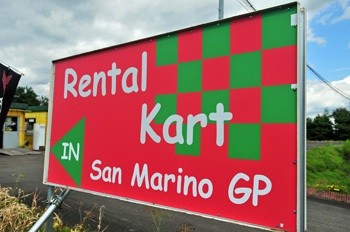 Rental
Kart
IN
San Marino GP